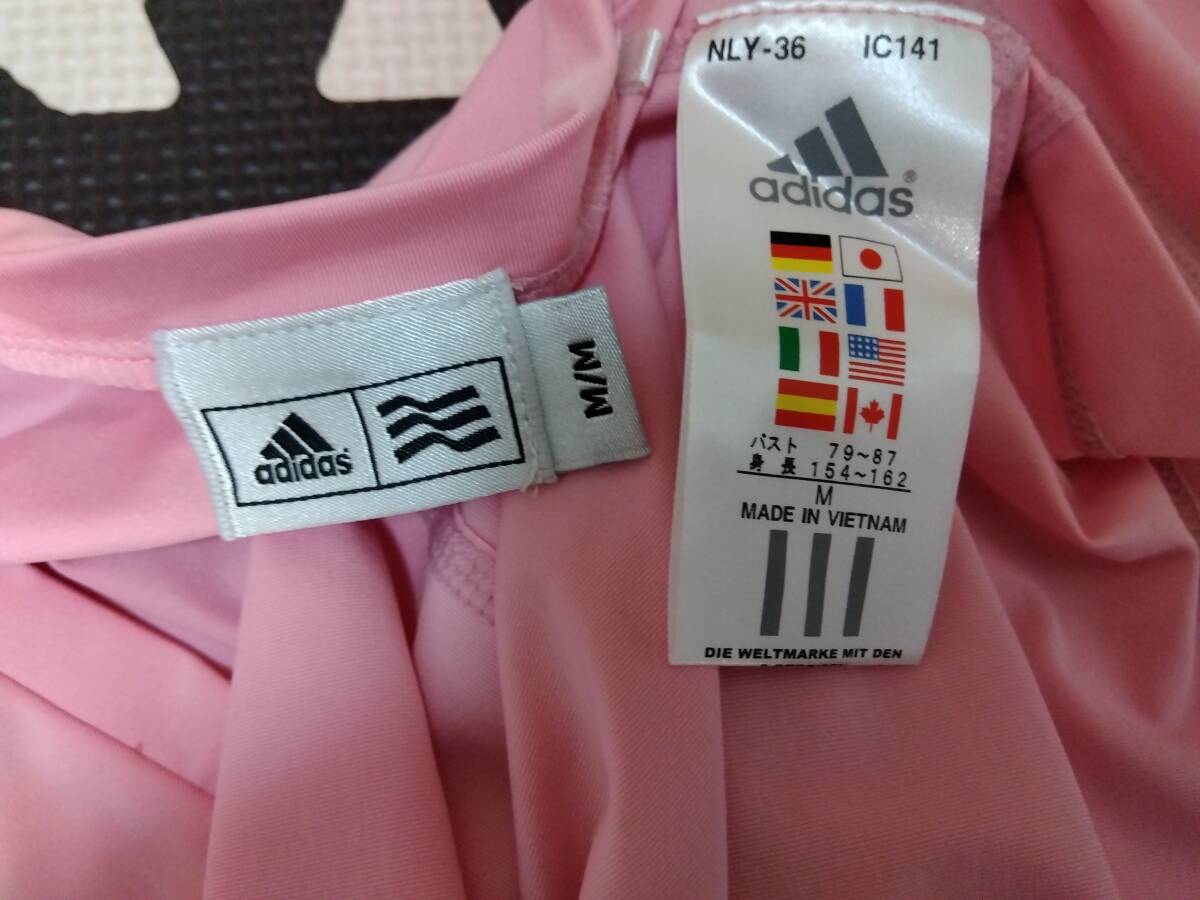 adidas
M/M
NLY-36 IC141
adidas®
バスト 79~87
身長 154~162
M
MADE IN VIETNAM
DIE WELTMARKE MIT DEN